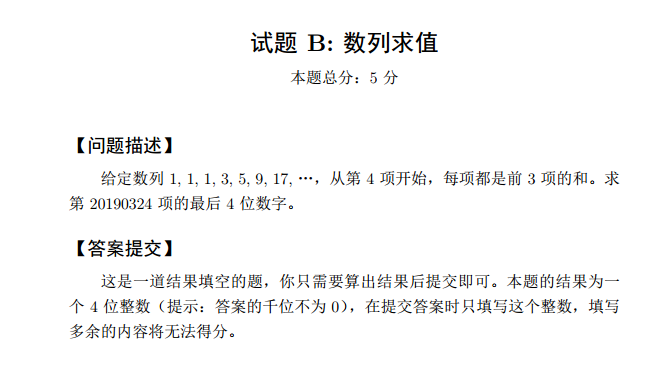 试题 B: 数列求值
本题总分：5 分
【问题描述】
给定数列 1, 1, 1, 3, 5, 9, 17, ···，从第 4 项开始，每项都是前 3 项的和。求
第 20190324 项的最后 4 位数字。
【答案提交】
这是一道结果填空的题，你只需要算出结果后提交即可。本题的结果为一
个 4 位整数（提示：答案的千位不为 0），在提交答案时只填写这个整数，填写
多余的内容将无法得分。